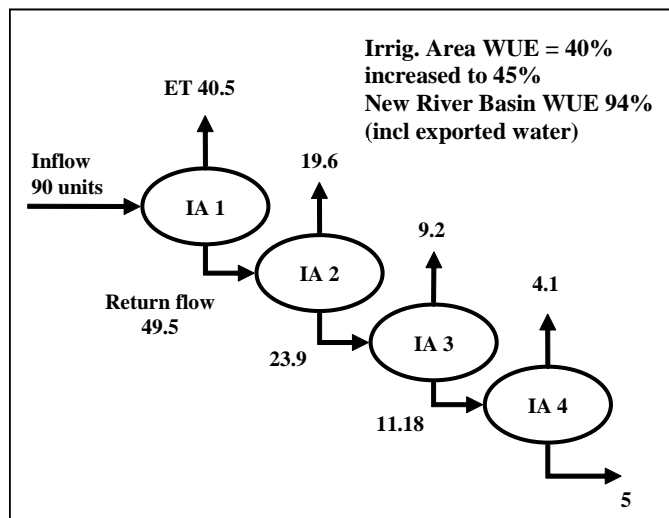 Irrig. Area WUE = 40%
increased to 45%
New River Basin WUE 94%
(incl exported water)
ET 40.5
Inflow
90 units
19.6
IA 1
9.2
IA 2
4.1
Return flow
49.5
IA 3
23.9
IA 4
11.18
5